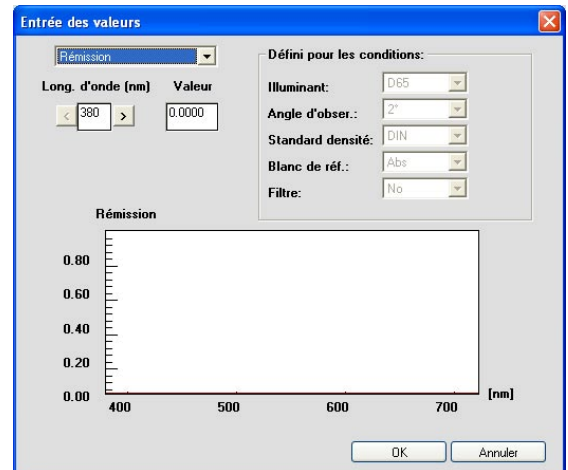 Entrée des valeurs
Rémission
Défini pour les conditions:
Long. d'onde (nm) Valeur
< 380 > 0.0000
Illuminant: D65
Angle d'obser.: 2°
Standard densité: DIN
Blanc de réf.: Abs
Filtre: No
Rémission
0.80
0.60
0.40
0.20
0.00
400 500 600 700 [nm]
OK Annuler